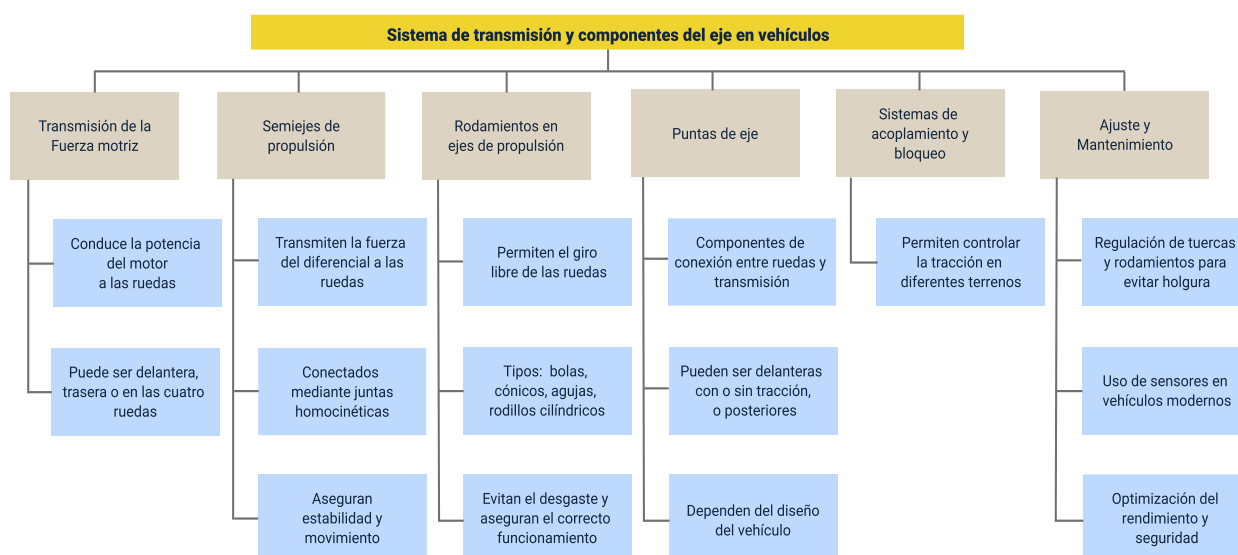 Sistema de transmisión y componentes del eje en vehículos
Transmisión de la
Fuerza motriz
Conduce la potencia
del motor
a las ruedas
Puede ser delantera,
trasera o en las cuatro
ruedas
Semiejes de
propulsión
Transmiten la fuerza
del diferencial a las
ruedas
Conectados
mediante juntas
homocinéticas
Aseguran
estabilidad y
movimiento
Rodamientos en
ejes de propulsión
Permiten el giro
libre de las ruedas
Tipos: bolas,
cónicos, agujas,
rodillos cilíndricos
Evitan el desgaste y
aseguran el correcto
funcionamiento
Puntas de eje
Componentes de
conexión entre ruedas y
transmisión
Pueden ser delanteras
con o sin tracción,
o posteriores
Dependen del diseño
del vehículo
Sistemas de
acoplamiento y
bloqueo
Permiten controlar
la tracción en
diferentes terrenos
Ajuste y
Mantenimiento
Regulación de tuercas
y rodamientos para
evitar holgura
Uso de sensores en
vehículos modernos
Optimización del
rendimiento y
seguridad